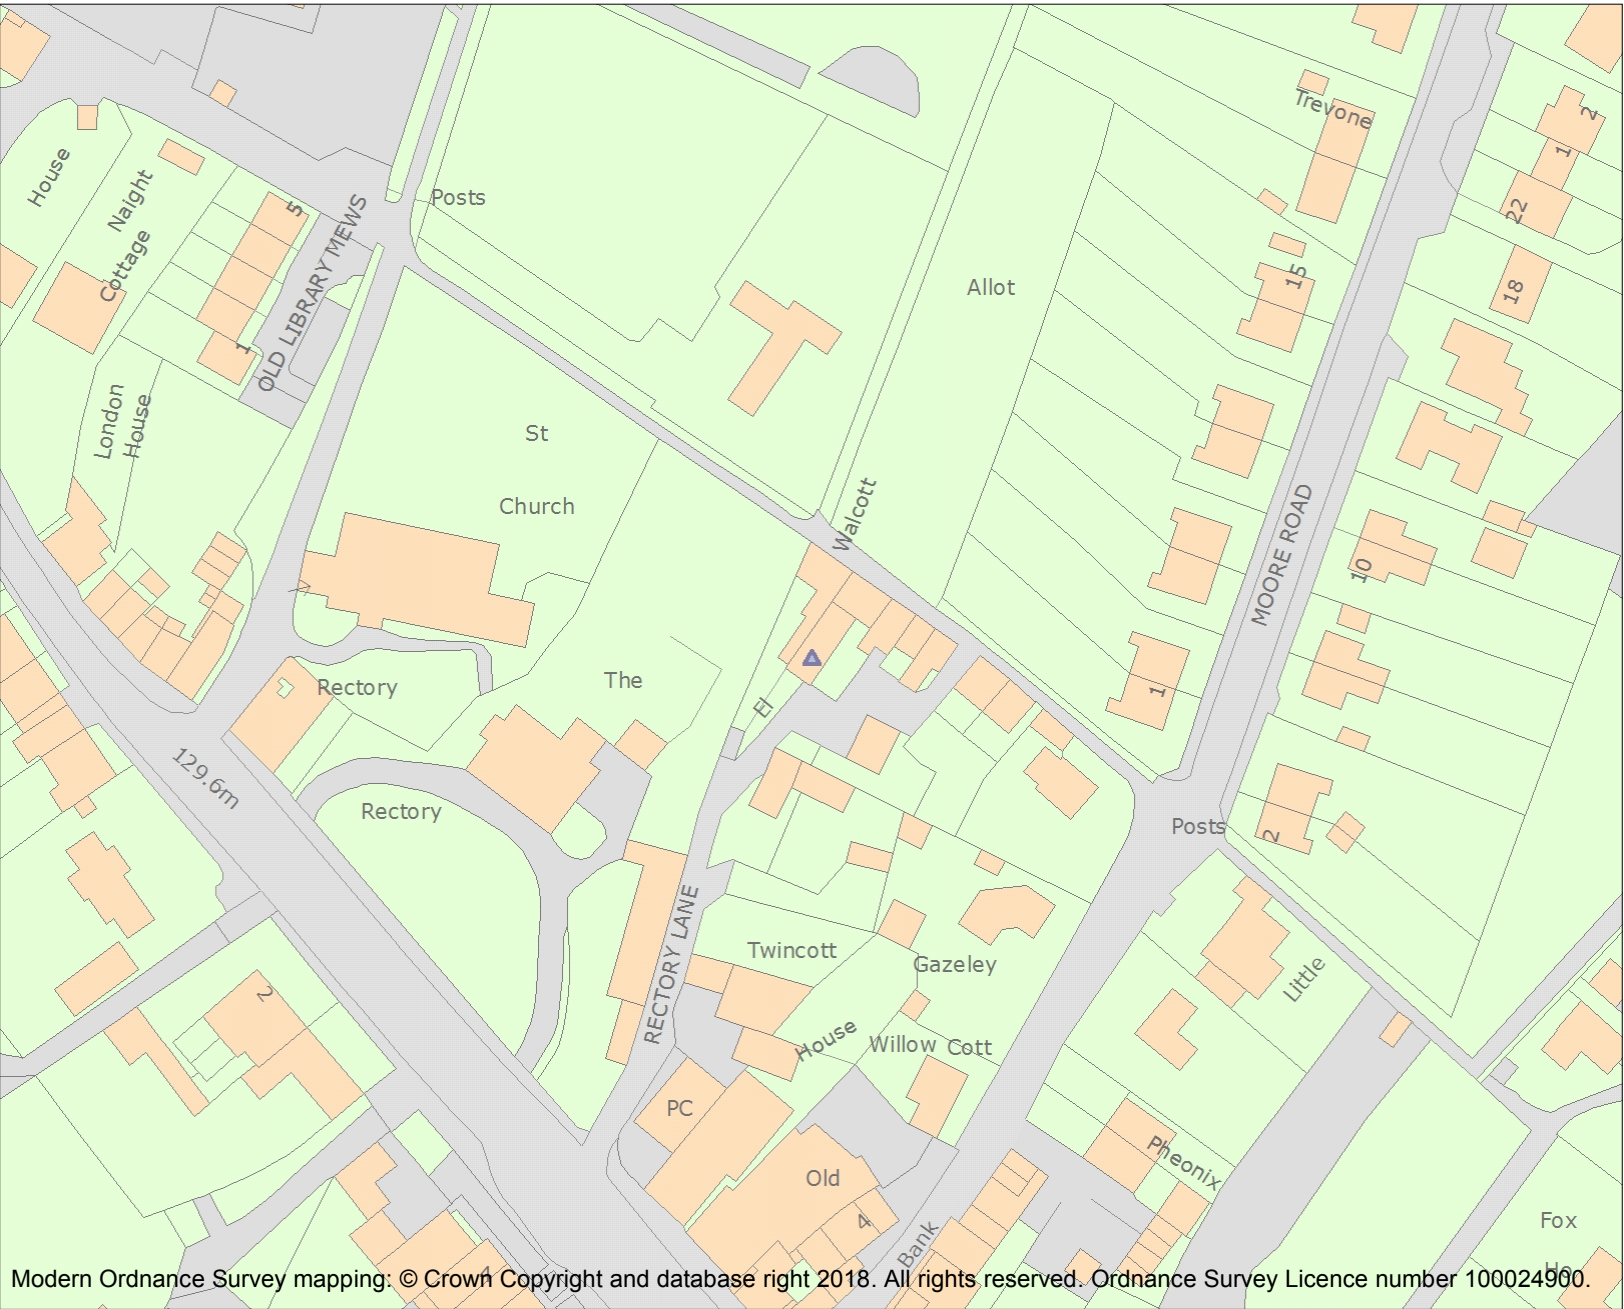 Trevone
2
1
22
House
Naight
Cottage
Posts
5
OLD LIBRARY MEWS
1
15
18
Allot
London
House
St
Church
Walcott
MOORE ROAD
10
The
Rectory
El
1
129.6m
Rectory
Posts
2
RECTORY LANE
Twincott
Gazeley
Little
2
House
Willow
Cott
PC
Pheonix
Old
4
Bank
Fox
Ho
4
Modern Ordnance Survey mapping: © Crown Copyright and database right 2018. All rights reserved. Ordnance Survey Licence number 100024900.